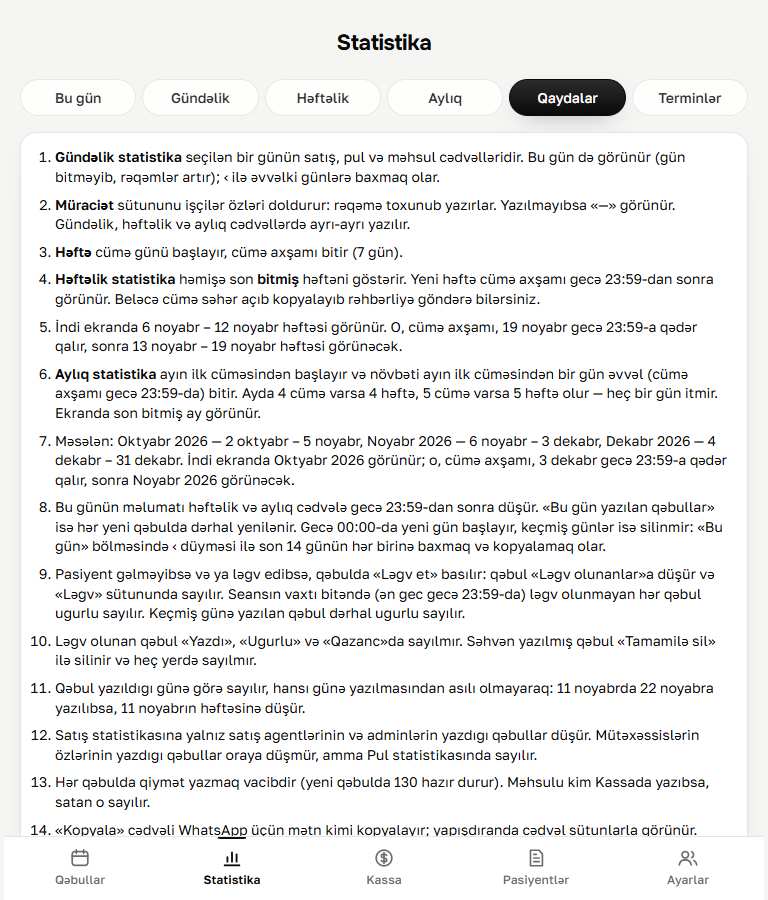 Statistika
Bu gün
Gündəlik
Həftəlik
Aylıq
Qaydalar
Terminlər
1. Gündəlik statistika seçilən bir günün satış, pul və məhsul cədvəlləridir. Bu gün də görünür (gün
bitməyib, rəqəmlər artır); ‹ ilə əvvəlki günlərə baxmaq olar.
2. Müraciət sütununu işçilər özləri doldurur: rəqəmə toxunub yazırlar. Yazılmayıbsa «—» görünür.
Gündəlik, həftəlik və aylıq cədvəllərdə ayrı-ayrı yazılır.
3. Həftə cümə günü başlayır, cümə axşamı bitir (7 gün).
4. Həftəlik statistika həmişə son bitmiş həftəni göstərir. Yeni həftə cümə axşamı gecə 23:59-dan sonra
görünür. Beləcə cümə səhər açıb kopyalayıb rəhbərliyə göndərə bilərsiniz.
5. İndi ekranda 6 noyabr – 12 noyabr həftəsi görünür. O, cümə axşamı, 19 noyabr gecə 23:59-a qədər
qalır, sonra 13 noyabr – 19 noyabr həftəsi görünəcək.
6. Aylıq statistika ayın ilk cüməsindən başlayır və növbəti ayın ilk cüməsindən bir gün əvvəl (cümə
axşamı gecə 23:59-da) bitir. Ayda 4 cümə varsa 4 həftə, 5 cümə varsa 5 həftə olur — heç bir gün itmir.
Ekranda son bitmiş ay görünür.
7. Məsələn: Oktyabr 2026 — 2 oktyabr – 5 noyabr, Noyabr 2026 — 6 noyabr – 3 dekabr, Dekabr 2026 — 4
dekabr – 31 dekabr. İndi ekranda Oktyabr 2026 görünür; o, cümə axşamı, 3 dekabr gecə 23:59-a qədər
qalır, sonra Noyabr 2026 görünəcək.
8. Bu günün məlumatı həftəlik və aylıq cədvələ gecə 23:59-dan sonra düşür. «Bu gün yazılan qəbullar»
isə hər yeni qəbulda dərhal yenilənir. Gecə 00:00-da yeni gün başlayır, keçmiş günlər isə silinmir: «Bu
gün» bölməsində ‹ düyməsi ilə son 14 günün hər birinə baxmaq və kopyalamaq olar.
9. Pasiyent gəlməyibsə və ya ləgv edibsə, qəbulda «Ləgv et» basılır: qəbul «Ləgv olunanlar»a düşür və
«Ləgv» sütununda sayılır. Seansın vaxtı bitəndə (ən gec gecə 23:59-da) ləgv olunmayan hər qəbul
ugurlu sayılır. Keçmiş günə yazılan qəbul dərhal ugurlu sayılır.
10. Ləgv olunan qəbul «Yazdı», «Ugurlu» və «Qazanc»da sayılmır. Səhvən yazılmış qəbul «Tamamilə sil»
ilə silinir və heç yerdə sayılmır.
11. Qəbul yazıldıgı günə görə sayılır, hansı günə yazılmasından asılı olmayaraq: 11 noyabrda 22 noyabra
yazılıbsa, 11 noyabrın həftəsinə düşür.
12. Satış statistikasına yalnız satış agentlərinin və adminlərin yazdıgı qəbullar düşür. Mütəxəssislərin
özlərinin yazdıgı qəbullar oraya düşmür, amma Pul statistikasında sayılır.
13. Hər qəbulda qiymət yazmaq vacibdir (yeni qəbulda 130 hazır durur). Məhsulu kim Kassada yazıbsa,
satan o sayılır.
14. «Kopyala» cədvəli WhatsApp üçün mətn kimi kopyalayır; yapışdıranda cədvəl sütunlarla görünür.
Qəbullar
Statistika
Kassa
Pasiyentlər
Ayarlar